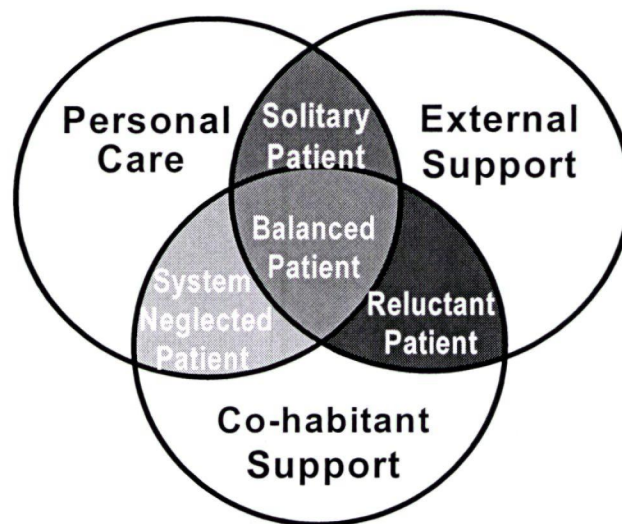 Personal
Care
Solitary
Patient
External
Support
Balanced
Patient
System
Neglected
Patient
Reluctant
Patient
Co-habitant
Support